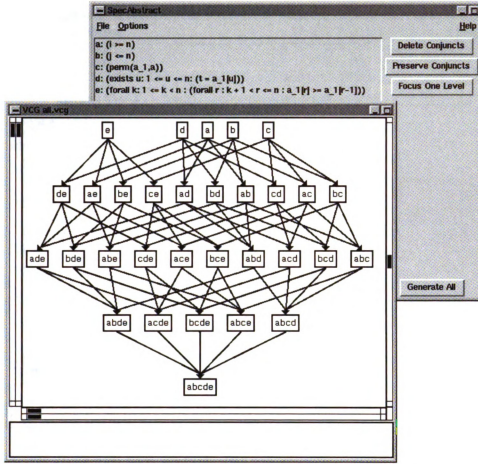 SpecAbstract
File Options Help
a: (i >= n)
b: (j <= n)
c: (perm(a_1,a))
d: (exists u: 1 <= u <= n: (t = a_1[u]))
e: (forall k: 1 <= k < n : (forall r : k + 1 < r <= n : a_1[r] >= a_1[r-1]))
Delete Conjuncts
Preserve Conjuncts
Focus One Level
Generate All
VCG all.vcg
e d a b c
de ae be ce ad bd ab cd ac bc
ade bde abe cde ace bce abd acd bcd abc
abde acde bcde abce abcd
abcde